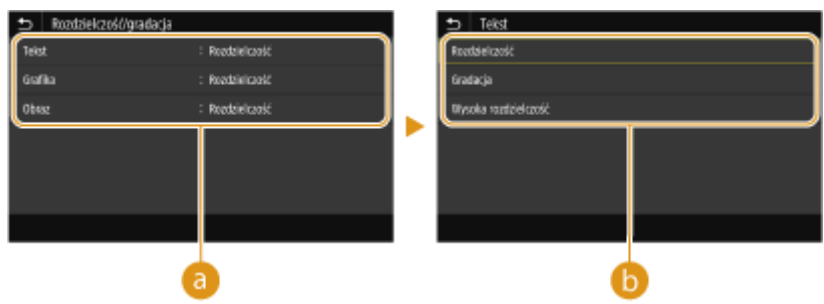 Rozdzielczość/gradacja
Tekst : Rozdzielczość
Grafika : Rozdzielczość
Obraz : Rozdzielczość
a
Tekst
Rozdzielczość
Gradacja
Wysoka rozdzielczość
b